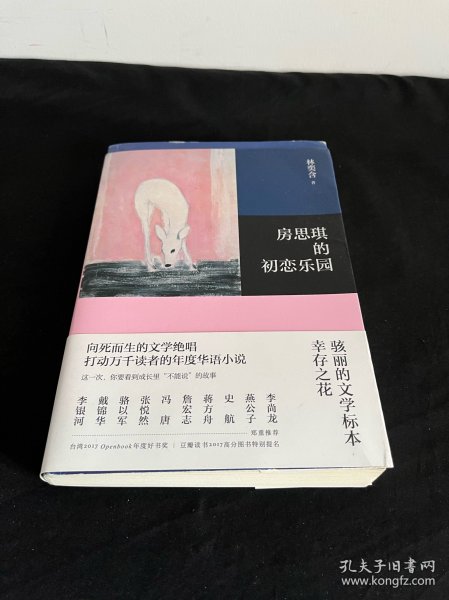 林奕含 著
房思琪
的
初恋乐园
向死而生的文学绝唱
打动万千读者的年度华语小说
这一次，你要看到成长里“不能说”的故事
骇丽的文学标本
幸存之花
李银河
戴锦华
骆以军
张悦然
冯唐
詹宏志
蒋方舟
史航
燕公子
李尚龙
郑重推荐
台湾2017 Openbook年度好书奖 | 豆瓣读书2017高分图书特别提名
孔夫子旧书网
www.kongfz.com